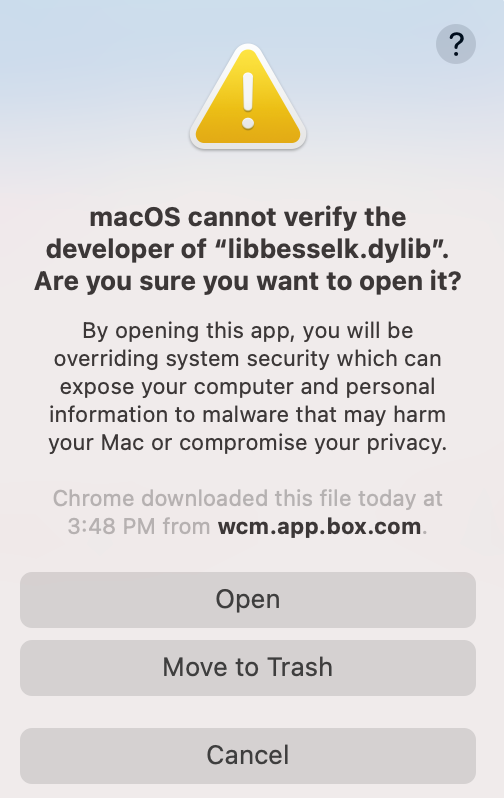 ?
macOS cannot verify the
developer of “libbesselk.dylib”.
Are you sure you want to open it?
By opening this app, you will be
overriding system security which can
expose your computer and personal
information to malware that may harm
your Mac or compromise your privacy.
Chrome downloaded this file today at
3:48 PM from wcm.app.box.com.
Open
Move to Trash
Cancel